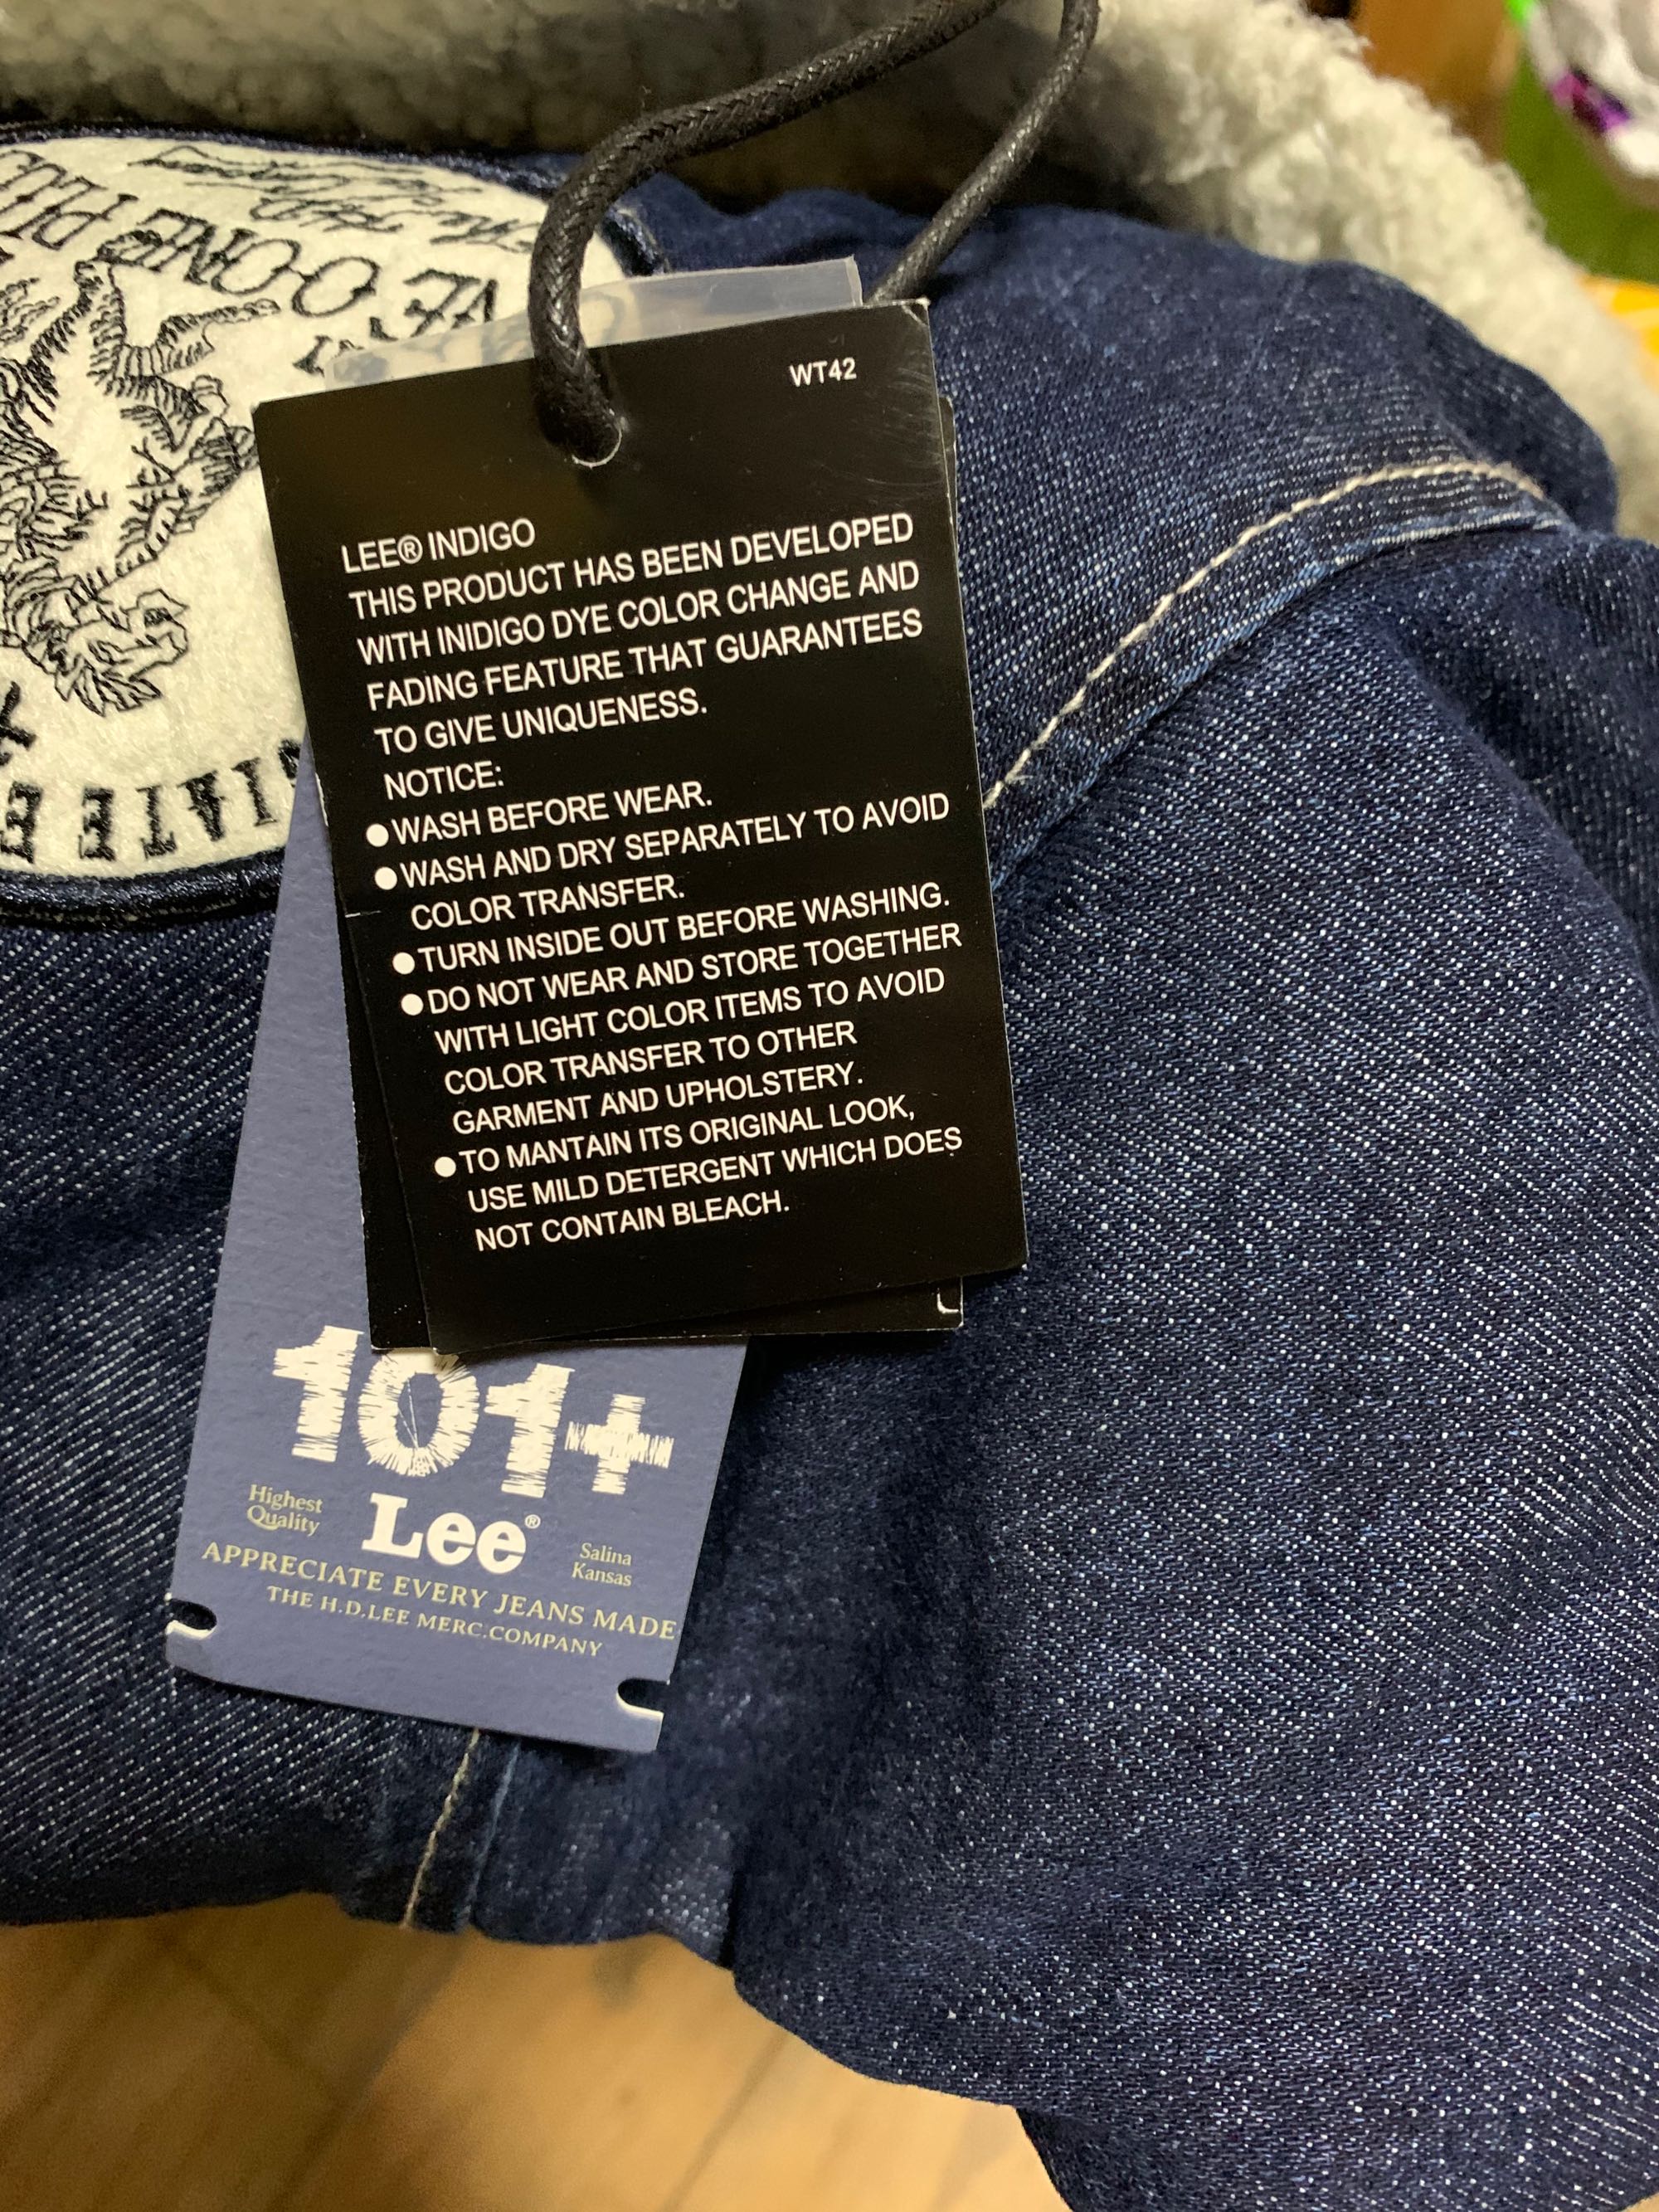 WT42
LEE® INDIGO
THIS PRODUCT HAS BEEN DEVELOPED
WITH INIDIGO DYE COLOR CHANGE AND
FADING FEATURE THAT GUARANTEES
TO GIVE UNIQUENESS.
NOTICE:
●WASH BEFORE WEAR.
●WASH AND DRY SEPARATELY TO AVOID
COLOR TRANSFER.
●TURN INSIDE OUT BEFORE WASHING.
●DO NOT WEAR AND STORE TOGETHER
WITH LIGHT COLOR ITEMS TO AVOID
COLOR TRANSFER TO OTHER
GARMENT AND UPHOLSTERY.
●TO MANTAIN ITS ORIGINAL LOOK,
USE MILD DETERGENT WHICH DOES
NOT CONTAIN BLEACH.
101+
Highest
Quality
Lee®
Salina
Kansas
APPRECIATE EVERY JEANS MADE
THE H.D.LEE MERC.COMPANY